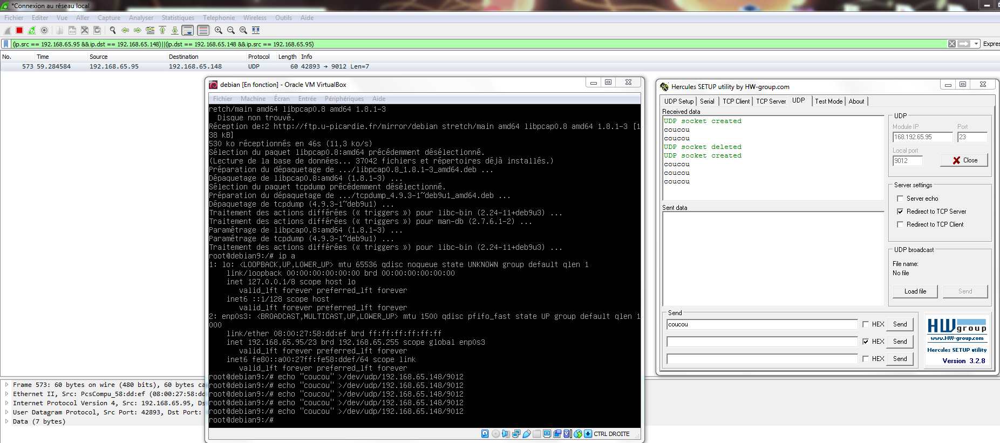 *Connexion au réseau local
Fichier Editer Vue Aller Capture Analyser Statistiques Telephonie Wireless Outils Aide
(ip.src == 192.168.65.95 && ip.dst == 192.168.65.148)||(ip.dst == 192.168.65.148 && ip.src == 192.168.65.95)
Expres
No. Time Source Destination Protocol Length Info
573 59.284584 192.168.65.95 192.168.65.148 UDP 60 42893 → 9012 Len=7
debian [En fonction] - Oracle VM VirtualBox
Fichier Machine Écran Entrée Périphériques Aide
retch/main amd64 libpcap0.8 amd64 1.8.1-3
Disque non trouvé.
Réception de:2 http://ftp.u-picardie.fr/mirror/debian stretch/main amd64 libpcap0.8 amd64 1.8.1-3 [1
38 kB]
530 ko réceptionnés en 46s (11,3 ko/s)
Sélection du paquet libpcap0.8:amd64 précédemment désélectionné.
(Lecture de la base de données... 37042 fichiers et répertoires déjà installés.)
Préparation du dépaquetage de .../libpcap0.8_1.8.1-3_amd64.deb ...
Dépaquetage de libpcap0.8:amd64 (1.8.1-3) ...
Sélection du paquet tcpdump précédemment désélectionné.
Préparation du dépaquetage de .../tcpdump_4.9.3-1~deb9u1_amd64.deb ...
Dépaquetage de tcpdump (4.9.3-1~deb9u1) ...
Traitement des actions différées (« triggers ») pour libc-bin (2.24-11+deb9u3) ...
Traitement des actions différées (« triggers ») pour man-db (2.7.6.1-2) ...
Paramétrage de libpcap0.8:amd64 (1.8.1-3) ...
Paramétrage de tcpdump (4.9.3-1~deb9u1) ...
Traitement des actions différées (« triggers ») pour libc-bin (2.24-11+deb9u3) ...
root@debian9:/# ip a
1: lo: <LOOPBACK,UP,LOWER_UP> mtu 65536 qdisc noqueue state UNKNOWN group default qlen 1
link/loopback 00:00:00:00:00:00 brd 00:00:00:00:00:00
inet 127.0.0.1/8 scope host lo
valid_lft forever preferred_lft forever
inet6 ::1/128 scope host
valid_lft forever preferred_lft forever
2: enp0s3: <BROADCAST,MULTICAST,UP,LOWER_UP> mtu 1500 qdisc pfifo_fast state UP group default qlen 1
000
link/ether 08:00:27:58:dd:ef brd ff:ff:ff:ff:ff:ff
inet 192.168.65.95/23 brd 192.168.65.255 scope global enp0s3
valid_lft forever preferred_lft forever
inet6 fe80::a00:27ff:fe58:ddef/64 scope link
valid_lft forever preferred_lft forever
root@debian9:/# echo "coucou" >/dev/udp/192.168.65.148/9012
root@debian9:/# echo "coucou" >/dev/udp/192.168.65.148/9012
root@debian9:/# echo "coucou" >/dev/udp/192.168.65.148/9012
root@debian9:/# echo "coucou" >/dev/udp/192.168.65.148/9012
root@debian9:/# echo "coucou" >/dev/udp/192.168.65.148/9012
root@debian9:/#
CTRL DROITE
Hercules SETUP utility by HW-group.com
UDP Setup Serial TCP Client TCP Server UDP Test Mode About
Received data
UDP socket created
coucou
coucou
UDP socket deleted
UDP socket created
coucou
coucou
coucou
Sent data
UDP
Module IP Port
168.192.65.95 23
Local port
9012 Close
Server settings
Server echo
Redirect to TCP Server
Redirect to TCP Client
UDP broadcast
File name:
No file
Load file Send
Send
coucou HEX Send
HEX Send
HEX Send
HW group
www.HW-group.com
Hercules SETUP utility
Version 3.2.8
Frame 573: 60 bytes on wire (480 bits), 60 bytes ca
Ethernet II, Src: PcsCompu_58:dd:ef (08:00:27:58:dd
Internet Protocol Version 4, Src: 192.168.65.95, Ds
User Datagram Protocol, Src Port: 42893, Dst Port:
Data (7 bytes)